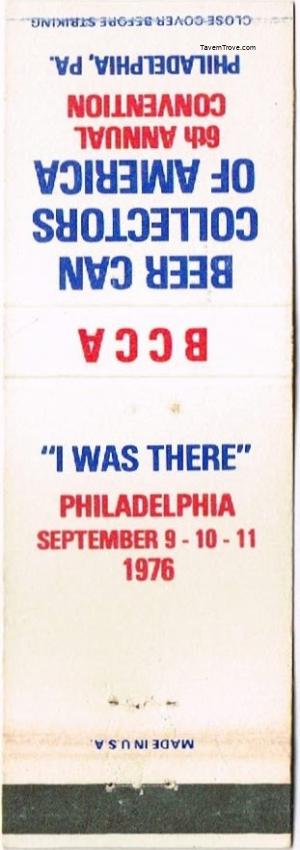 TavernTrove.com
BEER CAN
COLLECTORS
OF AMERICA
6th ANNUAL
CONVENTION
PHILADELPHIA, PA.
CLOSE COVER BEFORE STRIKING
BCCA
"I WAS THERE"
PHILADELPHIA
SEPTEMBER 9 - 10 - 11
1976
MADE IN U.S.A.